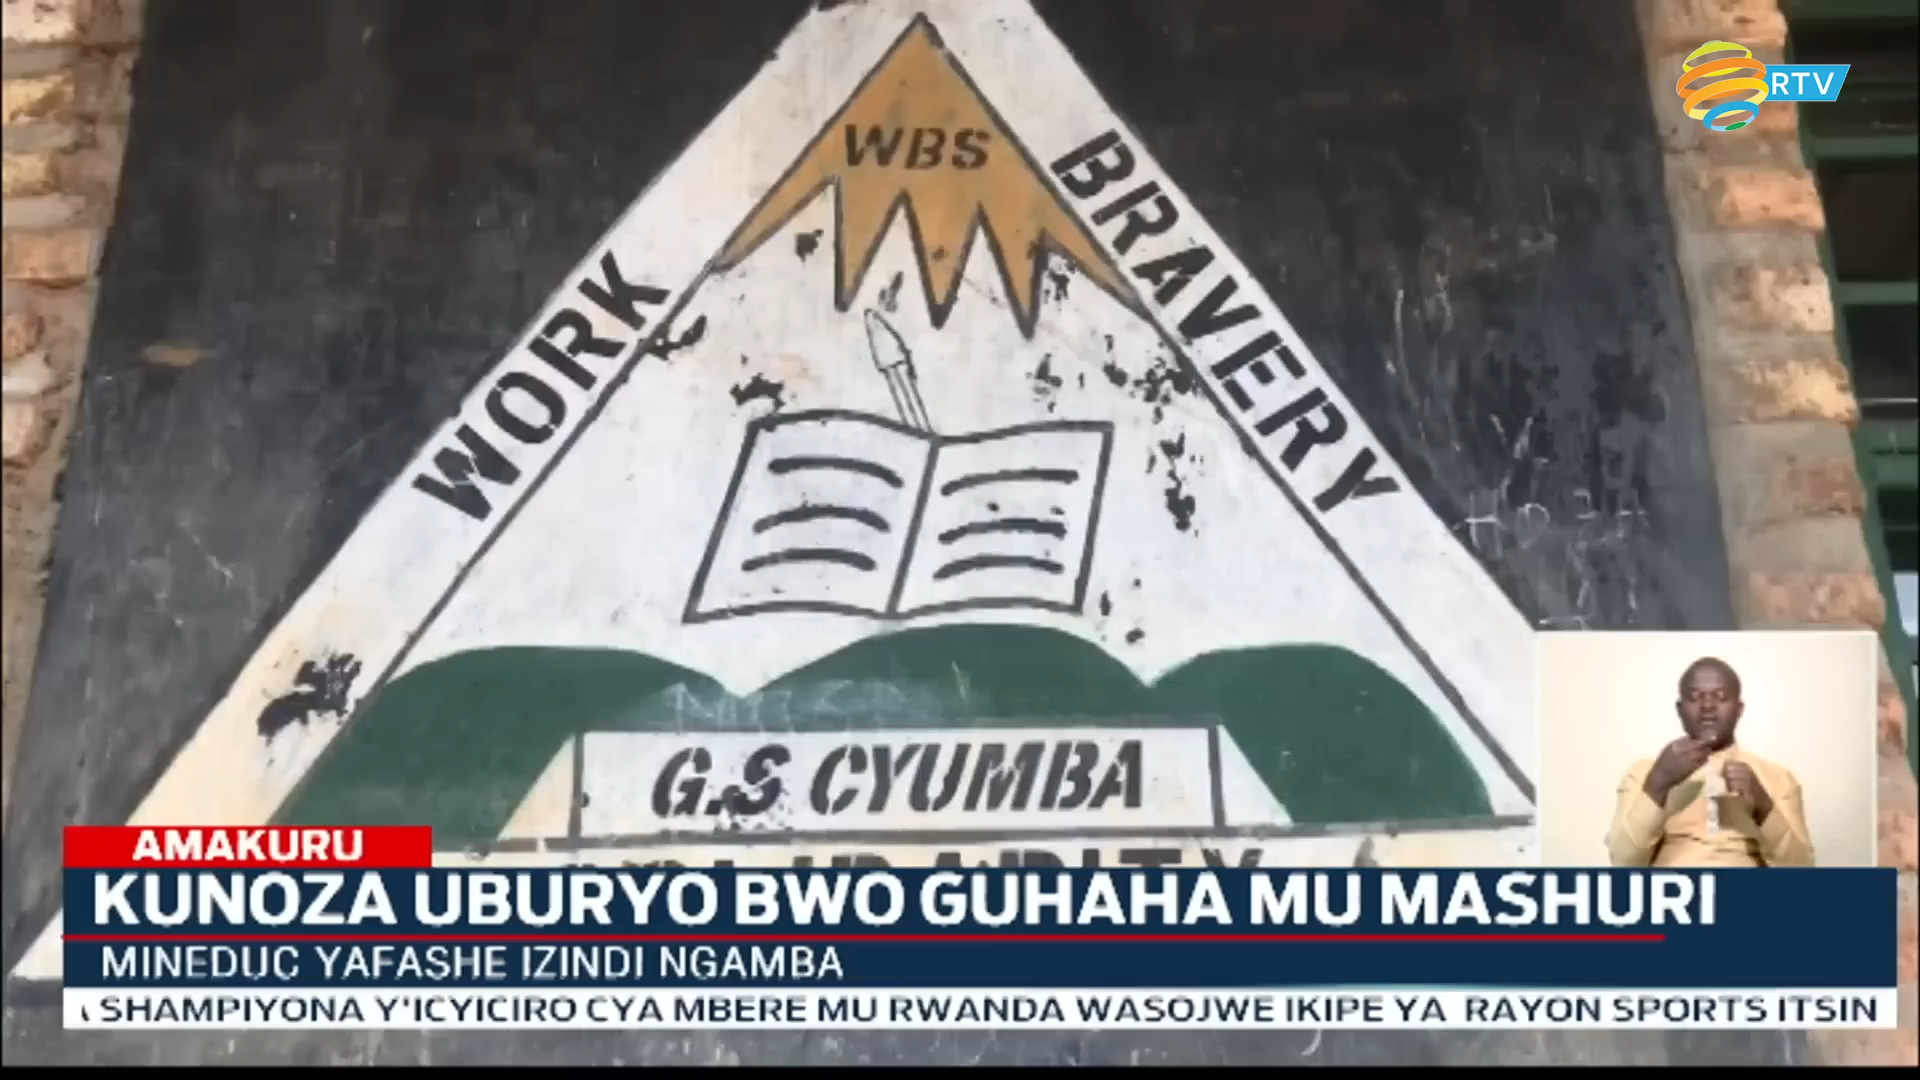 RTV
WBS
WORK
BRAVERY
G.S CYUMBA
AMAKURU
KUNOZA UBURYO BWO GUHAHA MU MASHURI
MINEDUC YAFASHE IZINDI NGAMBA
SHAMPIYONA Y'ICYICIRO CYA MBERE MU RWANDA WASOJWE IKIPE YA RAYON SPORTS ITSIN